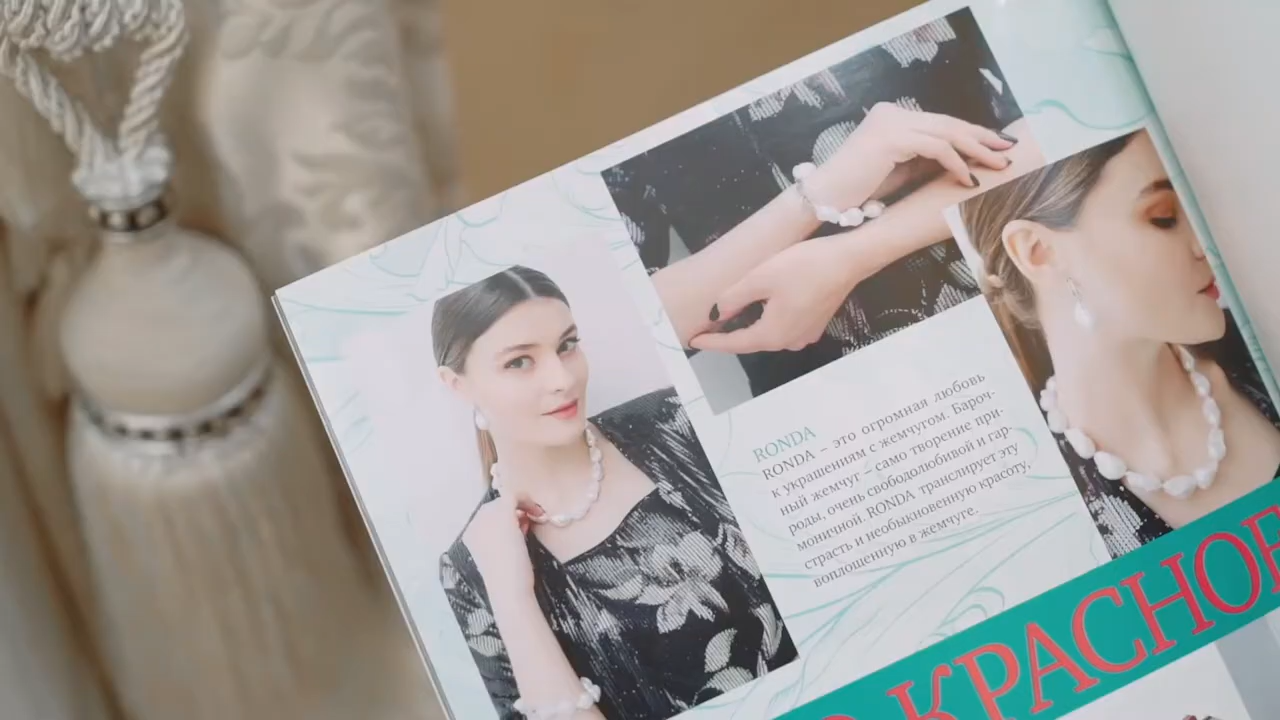 RONDA
RONDA – это огромная любовь
к украшениям с жемчугом. Бароч-
ный жемчуг – само творение при-
роды, очень свободолюбивой и гар-
моничной. RONDA транслирует эту
страсть и необыкновенную красоту,
воплощенную в жемчуге.
КРАСНОВ